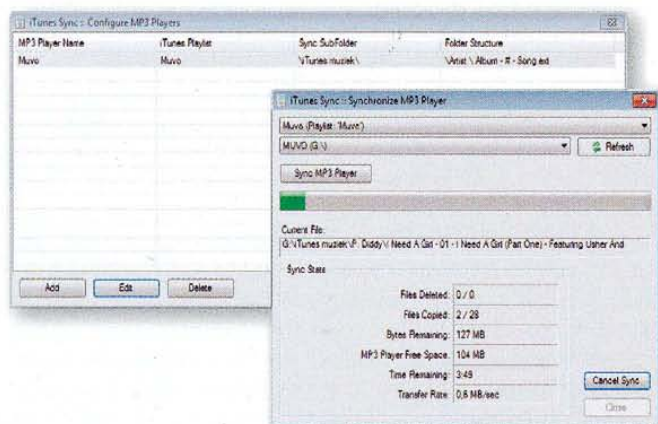 iTunes Sync :: Configure MP3 Players
MP3 Player Name iTunes Playlist Sync SubFolder Folder Structure
Muvo Muvo \iTunes muziek\ \Artist \ Album - # - Song.ext
iTunes Sync :: Synchronize MP3 Player
Muvo (Playlist: 'Muvo')
MUVO (G:\)
Refresh
Sync MP3 Player
Current File:
G:\iTunes muziek\P. Diddy\I Need A Girl - 01 - I Need A Girl (Part One) - Featuring Usher And
Sync Stats
Files Deleted: 0 / 0
Files Copied: 2 / 28
Bytes Remaining: 127 MB
MP3 Player Free Space: 104 MB
Time Remaining: 3:49
Transfer Rate: 0,6 MB/sec
Add Edit Delete
Cancel Sync
Close